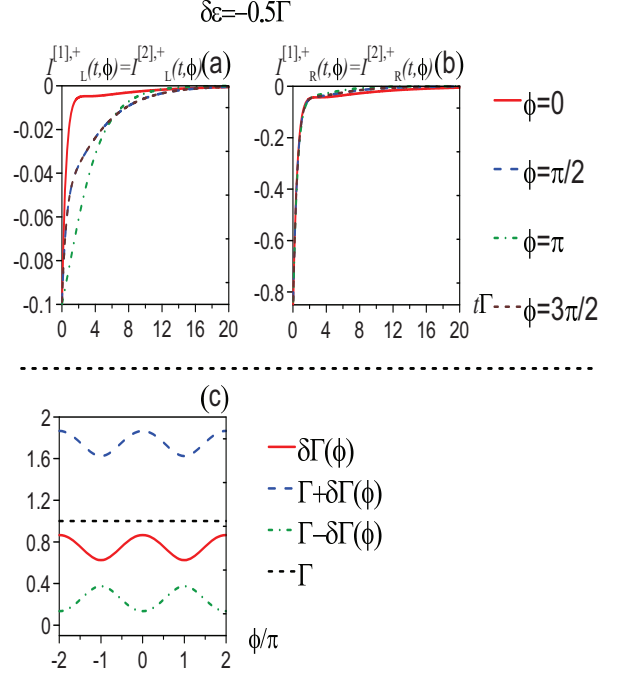 δε=−0.5Γ
I[1],+L(t,ϕ)=I[2],+L(t,ϕ) (a)
I[1],+R(t,ϕ)=I[2],+R(t,ϕ) (b)
0
-0.02
-0.04
-0.06
-0.08
-0.1
0 4 8 12 16 20
0.0
-0.2
-0.4
-0.6
-0.8
0 4 8 12 16 20
tΓ
ϕ=0
ϕ=π/2
ϕ=π
ϕ=3π/2
(c)
2
1.6
1.2
0.8
0.4
0
-2 -1 0 1 2
ϕ/π
δΓ(ϕ)
Γ+δΓ(ϕ)
Γ−δΓ(ϕ)
Γ